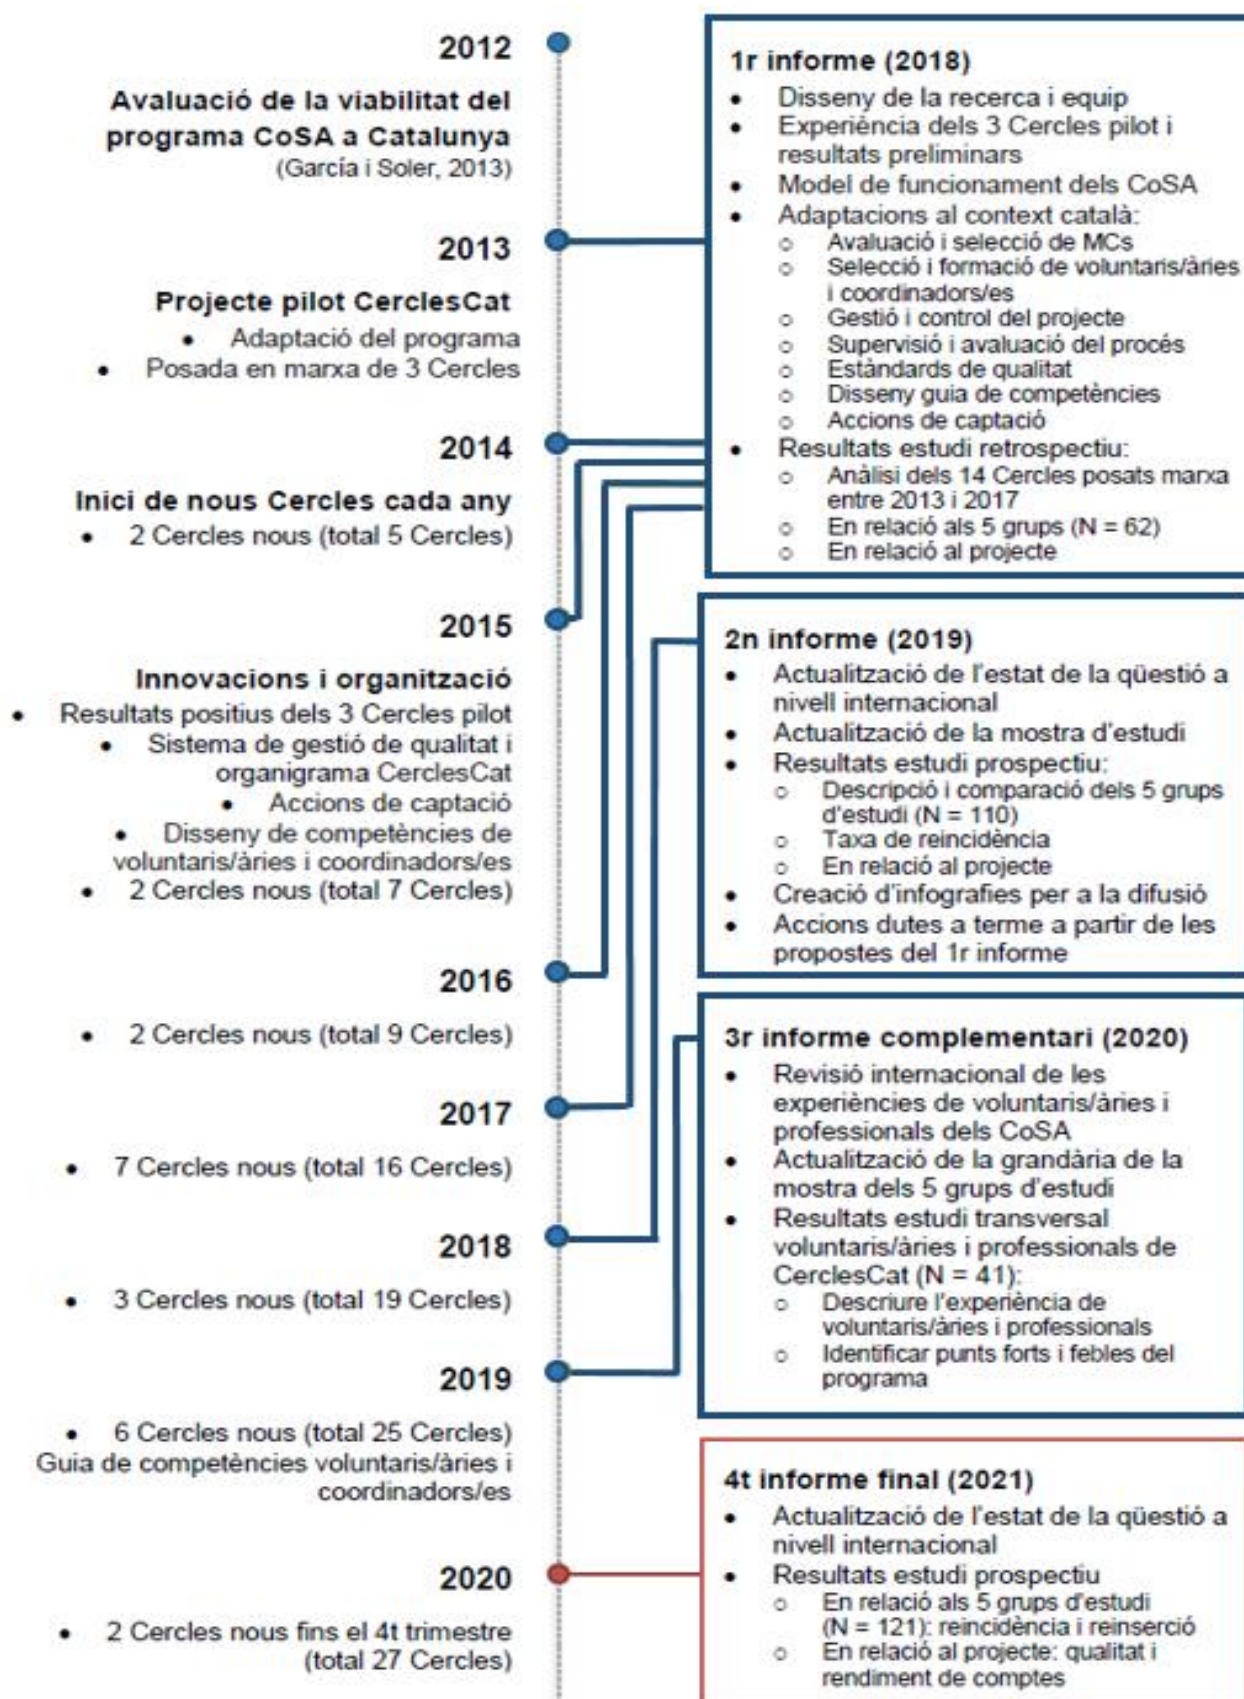 2012
Avaluació de la viabilitat del
programa CoSA a Catalunya
(García i Soler, 2013)
2013
Projecte pilot CerclesCat
• Adaptació del programa
• Posada en marxa de 3 Cercles
2014
Inici de nous Cercles cada any
• 2 Cercles nous (total 5 Cercles)
2015
Innovacions i organització
• Resultats positius dels 3 Cercles pilot
• Sistema de gestió de qualitat i
organigrama CerclesCat
• Accions de captació
• Disseny de competències de
voluntaris/àries i coordinadors/es
• 2 Cercles nous (total 7 Cercles)
2016
• 2 Cercles nous (total 9 Cercles)
2017
• 7 Cercles nous (total 16 Cercles)
2018
• 3 Cercles nous (total 19 Cercles)
2019
• 6 Cercles nous (total 25 Cercles)
Guia de competències voluntaris/àries i
coordinadors/es
2020
• 2 Cercles nous fins el 4t trimestre
(total 27 Cercles)
1r informe (2018)
• Disseny de la recerca i equip
• Experiència dels 3 Cercles pilot i
resultats preliminars
• Model de funcionament dels CoSA
• Adaptacions al context català:
o Avaluació i selecció de MCs
o Selecció i formació de voluntaris/àries
i coordinadors/es
o Gestió i control del projecte
o Supervisió i avaluació del procés
o Estàndards de qualitat
o Disseny guia de competències
o Accions de captació
• Resultats estudi retrospectiu:
o Anàlisi dels 14 Cercles posats marxa
entre 2013 i 2017
o En relació als 5 grups (N = 62)
o En relació al projecte
2n informe (2019)
• Actualització de l'estat de la qüestió a
nivell internacional
• Actualització de la mostra d'estudi
• Resultats estudi prospectiu:
o Descripció i comparació dels 5 grups
d'estudi (N = 110)
o Taxa de reincidència
o En relació al projecte
• Creació d'infografies per a la difusió
• Accions dutes a terme a partir de les
propostes del 1r informe
3r informe complementari (2020)
• Revisió internacional de les
experiències de voluntaris/àries i
professionals dels CoSA
• Actualització de la grandària de la
mostra dels 5 grups d'estudi
• Resultats estudi transversal
voluntaris/àries i professionals de
CerclesCat (N = 41):
o Descriure l'experiència de
voluntaris/àries i professionals
o Identificar punts forts i febles del
programa
4t informe final (2021)
• Actualització de l'estat de la qüestió a
nivell internacional
• Resultats estudi prospectiu
o En relació als 5 grups d'estudi
(N = 121): reincidència i reinserció
o En relació al projecte: qualitat i
rendiment de comptes